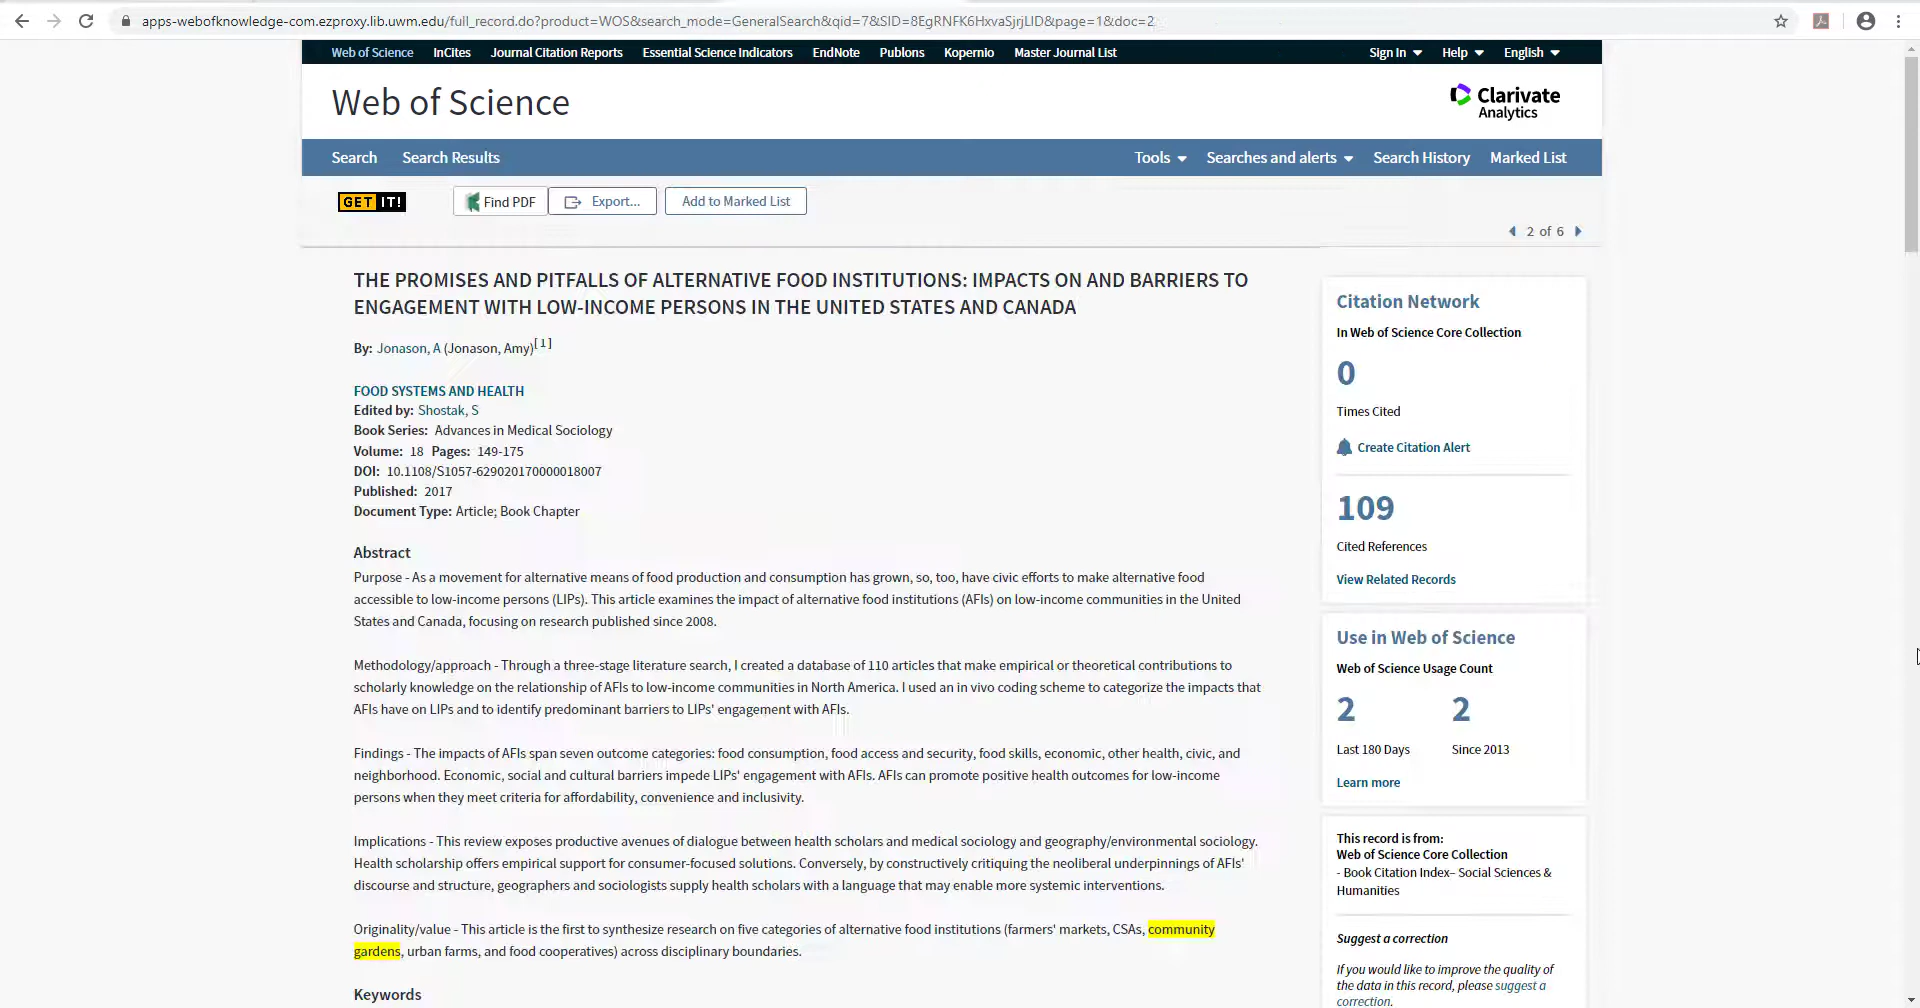 apps-webofknowledge-com.ezproxy.lib.uwm.edu/full_record.do?product=WOS&search_mode=GeneralSearch&qid=7&SID=8EgRNFK6HxvaSjrjLlD&page=1&doc=2
Web of Science InCites Journal Citation Reports Essential Science Indicators EndNote Publons Kopernio Master Journal List Sign In Help English
Web of Science
Clarivate
Analytics
Search Search Results Tools Searches and alerts Search History Marked List
GET IT! Find PDF Export... Add to Marked List
2 of 6
THE PROMISES AND PITFALLS OF ALTERNATIVE FOOD INSTITUTIONS: IMPACTS ON AND BARRIERS TO
ENGAGEMENT WITH LOW-INCOME PERSONS IN THE UNITED STATES AND CANADA
By: Jonason, A (Jonason, Amy)[ 1 ]
FOOD SYSTEMS AND HEALTH
Edited by: Shostak, S
Book Series: Advances in Medical Sociology
Volume: 18 Pages: 149-175
DOI: 10.1108/S1057-629020170000018007
Published: 2017
Document Type: Article; Book Chapter
Abstract
Purpose - As a movement for alternative means of food production and consumption has grown, so, too, have civic efforts to make alternative food
accessible to low-income persons (LIPs). This article examines the impact of alternative food institutions (AFIs) on low-income communities in the United
States and Canada, focusing on research published since 2008.
Methodology/approach - Through a three-stage literature search, I created a database of 110 articles that make empirical or theoretical contributions to
scholarly knowledge on the relationship of AFIs to low-income communities in North America. I used an in vivo coding scheme to categorize the impacts that
AFIs have on LIPs and to identify predominant barriers to LIPs' engagement with AFIs.
Findings - The impacts of AFIs span seven outcome categories: food consumption, food access and security, food skills, economic, other health, civic, and
neighborhood. Economic, social and cultural barriers impede LIPs' engagement with AFIs. AFIs can promote positive health outcomes for low-income
persons when they meet criteria for affordability, convenience and inclusivity.
Implications - This review exposes productive avenues of dialogue between health scholars and medical sociology and geography/environmental sociology.
Health scholarship offers empirical support for consumer-focused solutions. Conversely, by constructively critiquing the neoliberal underpinnings of AFIs'
discourse and structure, geographers and sociologists supply health scholars with a language that may enable more systemic interventions.
Originality/value - This article is the first to synthesize research on five categories of alternative food institutions (farmers' markets, CSAs, community
gardens, urban farms, and food cooperatives) across disciplinary boundaries.
Keywords
Citation Network
In Web of Science Core Collection
0
Times Cited
Create Citation Alert
109
Cited References
View Related Records
Use in Web of Science
Web of Science Usage Count
2 2
Last 180 Days Since 2013
Learn more
This record is from:
Web of Science Core Collection
- Book Citation Index– Social Sciences &
Humanities
Suggest a correction
If you would like to improve the quality of
the data in this record, please suggest a
correction.